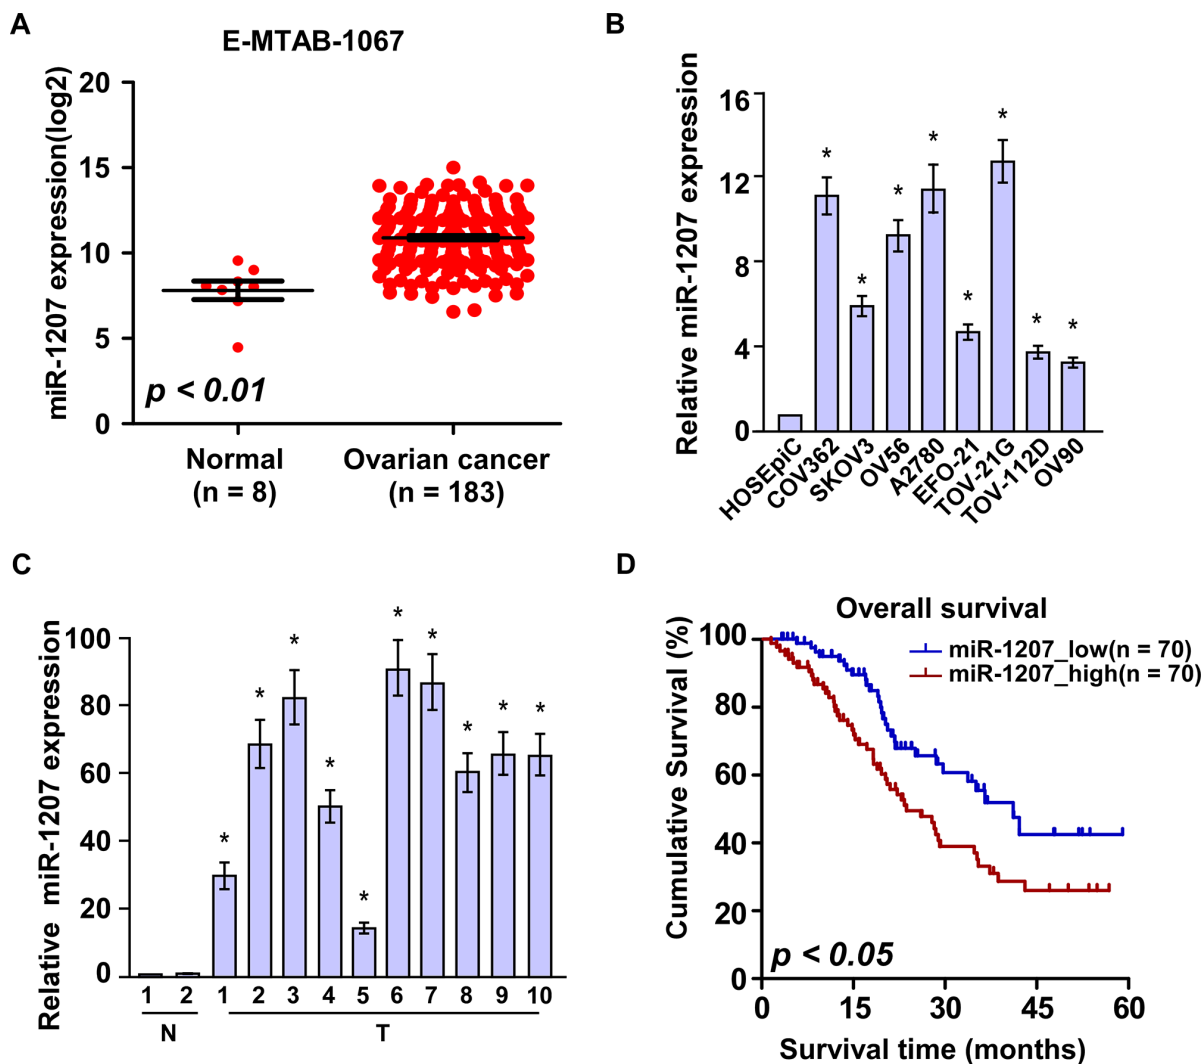 A
E-MTAB-1067
miR-1207 expression(log2)
20
15
10
5
0
p < 0.01
Normal
(n = 8)
Ovarian cancer
(n = 183)
B
Relative miR-1207 expression
16
12
8
4
0
* * * * * * * *
HOSEpiC
COV362
SKOV3
OV56
A2780
EFO-21
TOV-21G
TOV-112D
OV90
C
Relative miR-1207 expression
100
80
60
40
20
0
* * * * * * * * * *
1 2 1 2 3 4 5 6 7 8 9 10
N T
D
Overall survival
Cumulative Survival (%)
100
80
60
40
20
0
miR-1207_low(n = 70)
miR-1207_high(n = 70)
p < 0.05
0 15 30 45 60
Survival time (months)